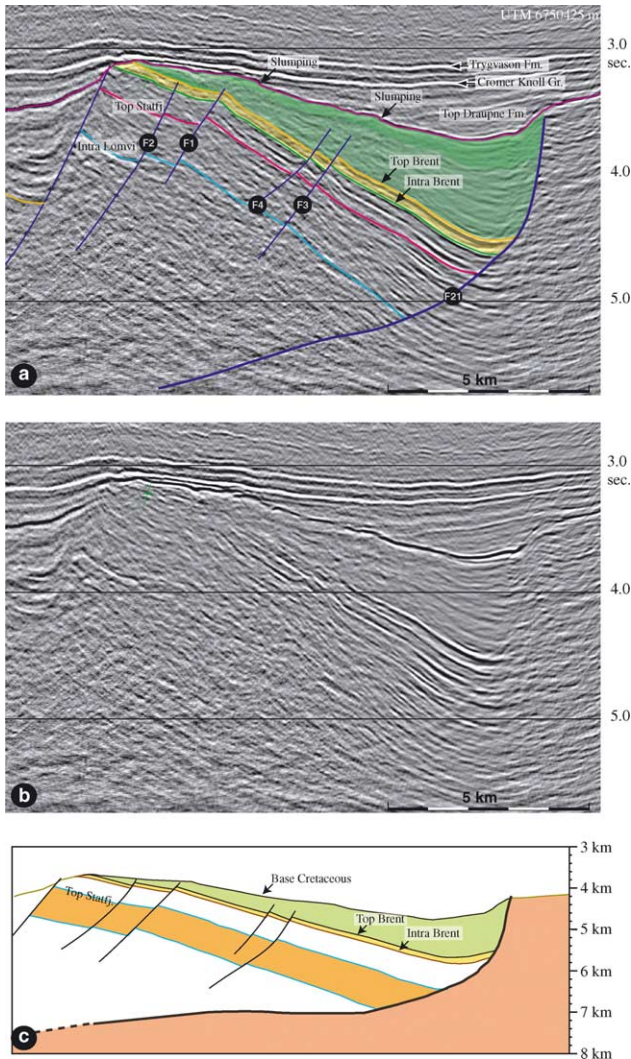 UTM 6750425 m
3.0
sec.
Slumping
Trygvason Fm.
Cromer Knoll Gr.
Slumping
Top Statfj.
Top Draupne Fm.
Intra Lomvi
F2
F1
Top Brent
4.0
Intra Brent
F4
F3
F21
5.0
a
5 km
3.0
sec.
4.0
5.0
b
5 km
3 km
Base Cretaceous
4 km
Top Statfj.
Top Brent
5 km
Intra Brent
6 km
7 km
c
8 km